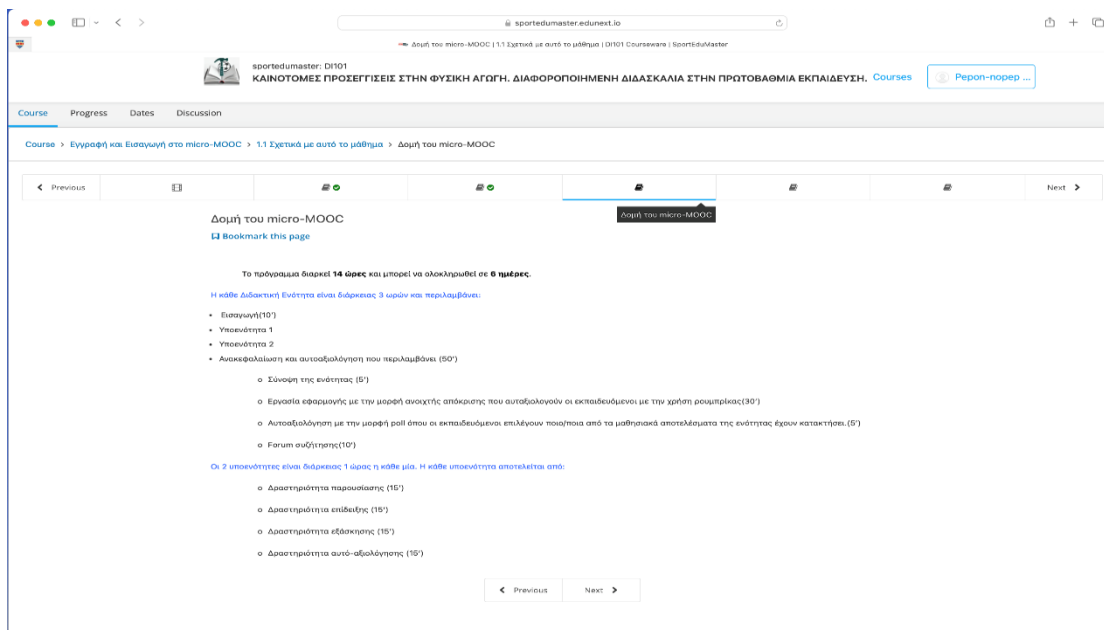 sportedumaster.edunext.io
Δομή του micro-MOOC | 1.1 Σχετικά με αυτό το μάθημα | DI101 Courseware | SportEduMaster
sportedumaster: DI101
ΚΑΙΝΟΤΟΜΕΣ ΠΡΟΣΕΓΓΙΣΕΙΣ ΣΤΗΝ ΦΥΣΙΚΗ ΑΓΩΓΗ. ΔΙΑΦΟΡΟΠΟΙΗΜΕΝΗ ΔΙΔΑΣΚΑΛΙΑ ΣΤΗΝ ΠΡΩΤΟΒΑΘΜΙΑ ΕΚΠΑΙΔΕΥΣΗ. Courses Pepon-nopep ...
Course Progress Dates Discussion
Course > Εγγραφή και Εισαγωγή στο micro-MOOC > 1.1 Σχετικά με αυτό το μάθημα > Δομή του micro-MOOC
Previous Next
Δομή του micro-MOOC
Δομή του micro-MOOC
Bookmark this page
Το πρόγραμμα διαρκεί 14 ώρες και μπορεί να ολοκληρωθεί σε 6 ημέρες.
Η κάθε Διδακτική Ενότητα είναι διάρκειας 3 ωρών και περιλαμβάνει:
• Εισαγωγή(10')
• Υποενότητα 1
• Υποενότητα 2
• Ανακεφαλαίωση και αυτοαξιολόγηση που περιλαμβάνει (50')
o Σύνοψη της ενότητας (5')
o Εργασία εφαρμογής με την μορφή ανοιχτής απόκρισης που αυταξιολογούν οι εκπαιδευόμενοι με την χρήση ρουμπρίκας(30')
o Αυτοαξιολόγηση με την μορφή poll όπου οι εκπαιδευόμενοι επιλέγουν ποιο/ποια από τα μαθησιακά αποτελέσματα της ενότητας έχουν κατακτήσει.(5')
o Forum συζήτησης(10')
Οι 2 υποενότητες είναι διάρκειας 1 ώρας η κάθε μία. Η κάθε υποενότητα αποτελείται από:
o Δραστηριότητα παρουσίασης (15')
o Δραστηριότητα επίδειξης (15')
o Δραστηριότητα εξάσκησης (15')
o Δραστηριότητα αυτό-αξιολόγησης (15')
Previous Next